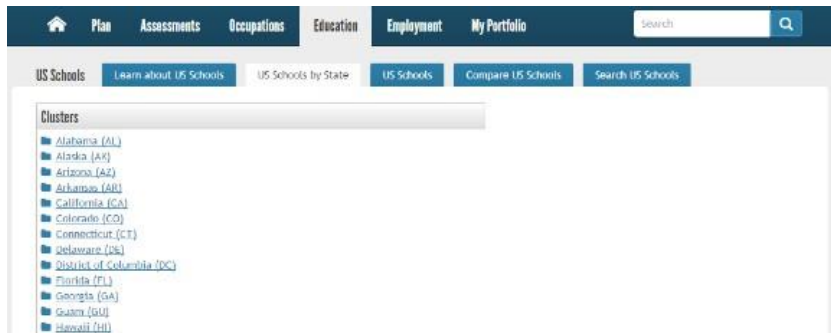 Plan Assessments Occupations Education Employment My Portfolio Search
US Schools Learn about US Schools US Schools by State US Schools Compare US Schools Search US Schools
Clusters
Alabama (AL)
Alaska (AK)
Arizona (AZ)
Arkansas (AR)
California (CA)
Colorado (CO)
Connecticut (CT)
Delaware (DE)
District of Columbia (DC)
Florida (FL)
Georgia (GA)
Guam (GU)
Hawaii (HI)